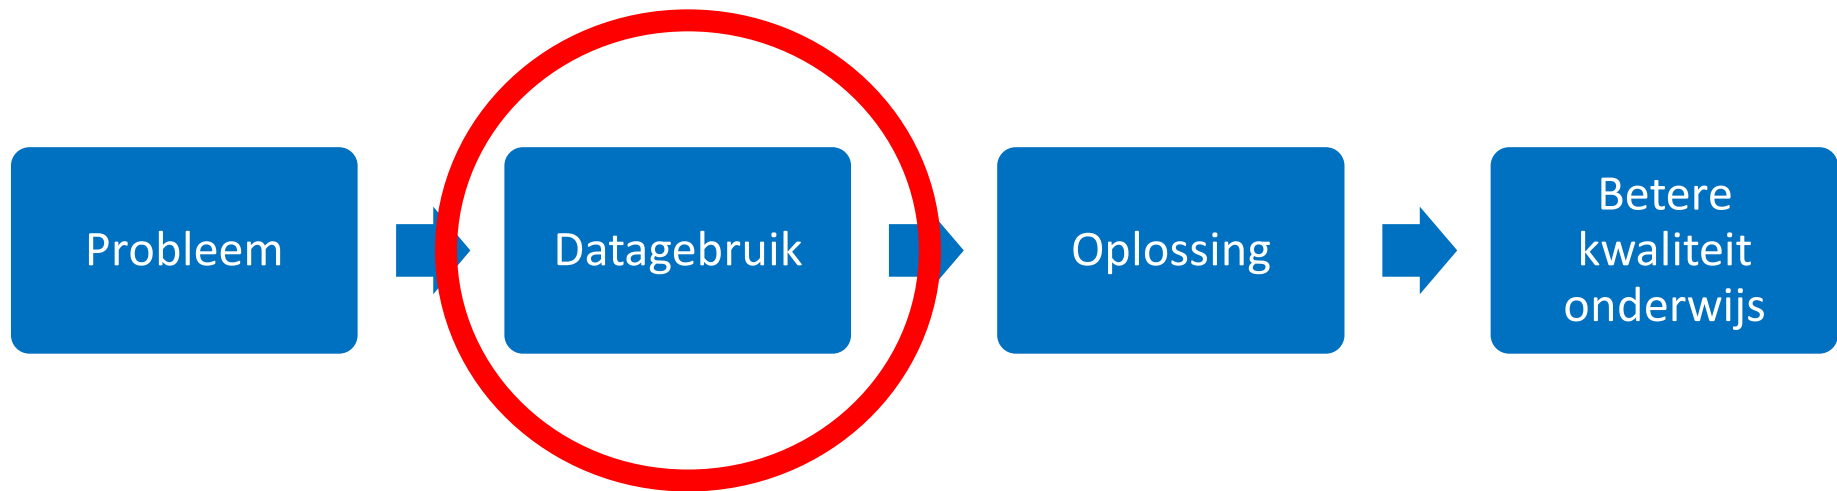 Probleem
Datagebruik
Oplossing
Betere
kwaliteit
onderwijs